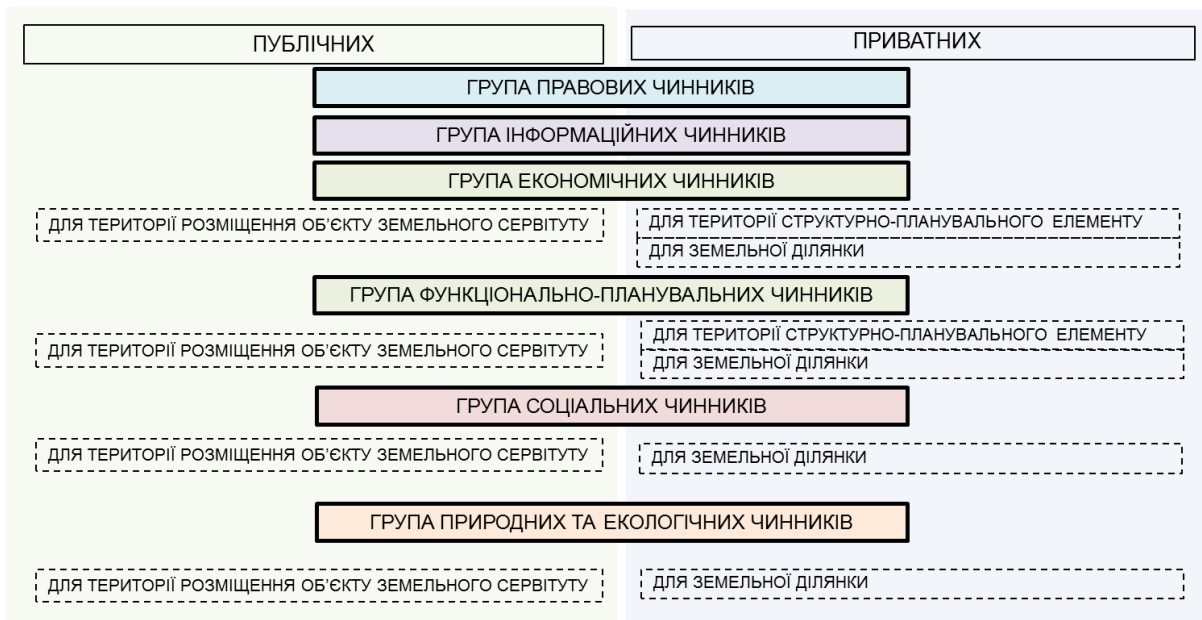 ПУБЛІЧНИХ
ПРИВАТНИХ
ГРУПА ПРАВОВИХ ЧИННИКІВ
ГРУПА ІНФОРМАЦІЙНИХ ЧИННИКІВ
ГРУПА ЕКОНОМІЧНИХ ЧИННИКІВ
ДЛЯ ТЕРИТОРІЇ РОЗМІЩЕННЯ ОБ’ЄКТУ ЗЕМЕЛЬНОГО СЕРВІТУТУ
ДЛЯ ТЕРИТОРІЇ СТРУКТУРНО-ПЛАНУВАЛЬНОГО ЕЛЕМЕНТУ
ДЛЯ ЗЕМЕЛЬНОЇ ДІЛЯНКИ
ГРУПА ФУНКЦІОНАЛЬНО-ПЛАНУВАЛЬНИХ ЧИННИКІВ
ДЛЯ ТЕРИТОРІЇ РОЗМІЩЕННЯ ОБ’ЄКТУ ЗЕМЕЛЬНОГО СЕРВІТУТУ
ДЛЯ ТЕРИТОРІЇ СТРУКТУРНО-ПЛАНУВАЛЬНОГО ЕЛЕМЕНТУ
ДЛЯ ЗЕМЕЛЬНОЇ ДІЛЯНКИ
ГРУПА СОЦІАЛЬНИХ ЧИННИКІВ
ДЛЯ ТЕРИТОРІЇ РОЗМІЩЕННЯ ОБ’ЄКТУ ЗЕМЕЛЬНОГО СЕРВІТУТУ
ДЛЯ ЗЕМЕЛЬНОЇ ДІЛЯНКИ
ГРУПА ПРИРОДНИХ ТА ЕКОЛОГІЧНИХ ЧИННИКІВ
ДЛЯ ТЕРИТОРІЇ РОЗМІЩЕННЯ ОБ’ЄКТУ ЗЕМЕЛЬНОГО СЕРВІТУТУ
ДЛЯ ЗЕМЕЛЬНОЇ ДІЛЯНКИ